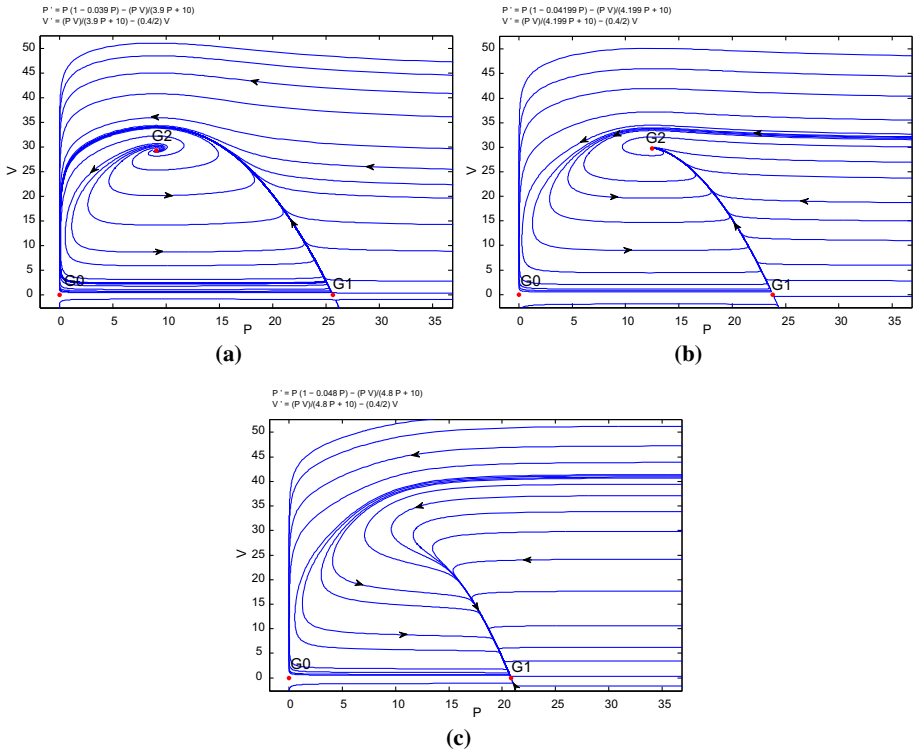 P ' = P (1 − 0.039 P) − (P V)/(3.9 P + 10)
V ' = (P V)/(3.9 P + 10) − (0.4/2) V
50
45
40
35
30
25
20
15
10
5
0
V
G2
G0
G1
0 5 10 15 20 25 30 35
P
(a)
P ' = P (1 − 0.04199 P) − (P V)/(4.199 P + 10)
V ' = (P V)/(4.199 P + 10) − (0.4/2) V
50
45
40
35
30
25
20
15
10
5
0
V
G2
G0
G1
0 5 10 15 20 25 30 35
P
(b)
P ' = P (1 − 0.048 P) − (P V)/(4.8 P + 10)
V ' = (P V)/(4.8 P + 10) − (0.4/2) V
50
45
40
35
30
25
20
15
10
5
0
V
G0
G1
0 5 10 15 20 25 30 35
P
(c)